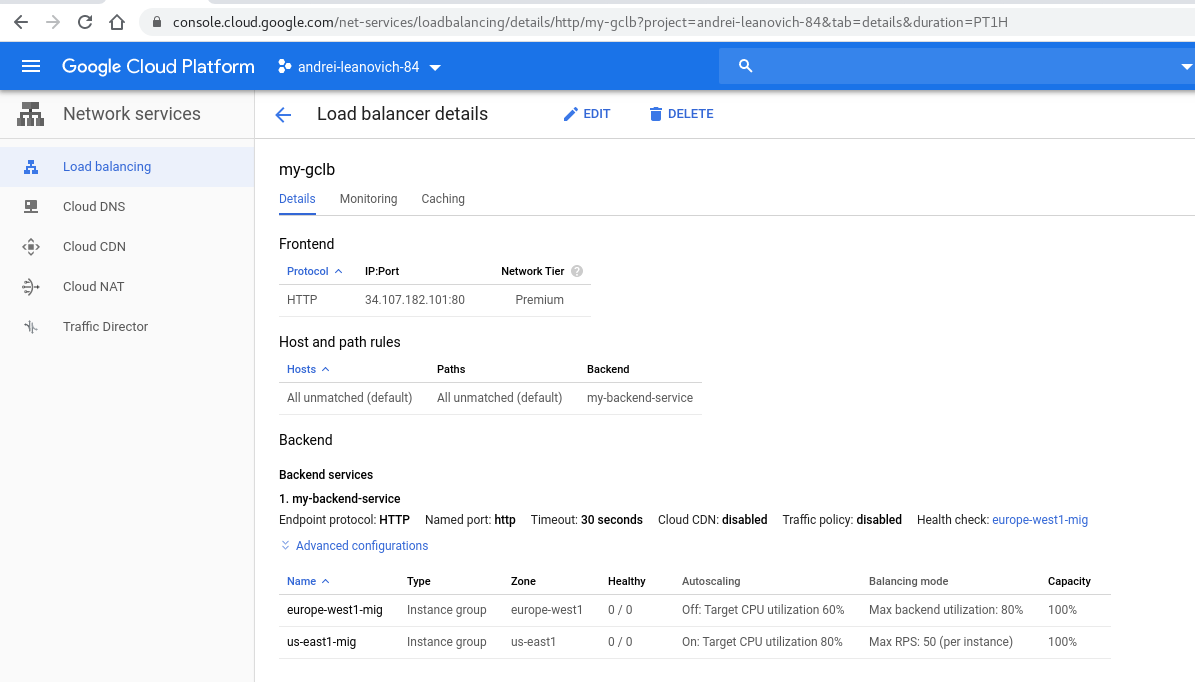 console.cloud.google.com/net-services/loadbalancing/details/http/my-gclb?project=andrei-leanovich-84&tab=details&duration=PT1H
Google Cloud Platform andrei-leanovich-84
Network services
Load balancer details EDIT DELETE
Load balancing
Cloud DNS
Cloud CDN
Cloud NAT
Traffic Director
my-gclb
Details Monitoring Caching
Frontend
Protocol IP:Port Network Tier ?
HTTP 34.107.182.101:80 Premium
Host and path rules
Hosts Paths Backend
All unmatched (default) All unmatched (default) my-backend-service
Backend
Backend services
1. my-backend-service
Endpoint protocol: HTTP Named port: http Timeout: 30 seconds Cloud CDN: disabled Traffic policy: disabled Health check: europe-west1-mig
Advanced configurations
Name Type Zone Healthy Autoscaling Balancing mode Capacity
europe-west1-mig Instance group europe-west1 0 / 0 Off: Target CPU utilization 60% Max backend utilization: 80% 100%
us-east1-mig Instance group us-east1 0 / 0 On: Target CPU utilization 80% Max RPS: 50 (per instance) 100%